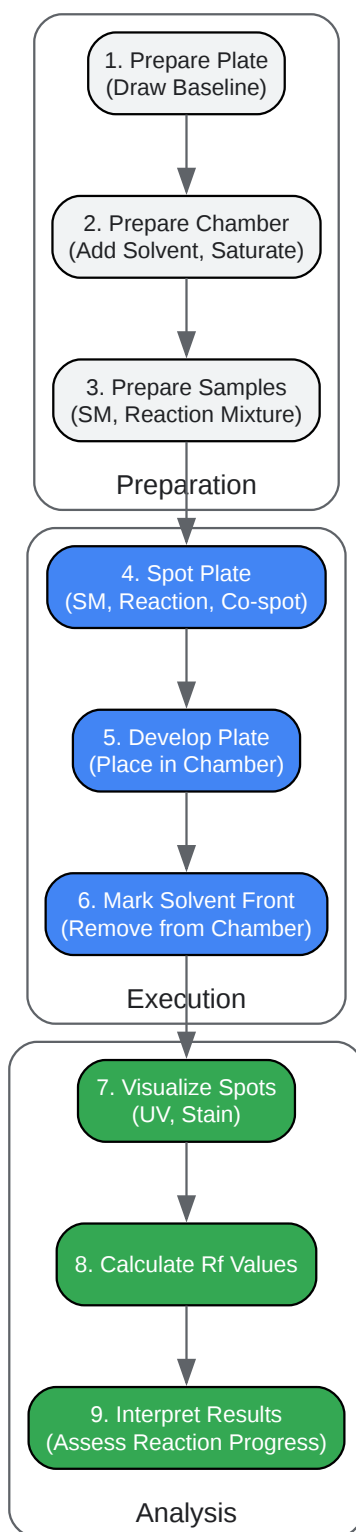 1. Prepare Plate
(Draw Baseline)
2. Prepare Chamber
(Add Solvent, Saturate)
3. Prepare Samples
(SM, Reaction Mixture)
Preparation
4. Spot Plate
(SM, Reaction, Co-spot)
5. Develop Plate
(Place in Chamber)
6. Mark Solvent Front
(Remove from Chamber)
Execution
7. Visualize Spots
(UV, Stain)
8. Calculate Rf Values
9. Interpret Results
(Assess Reaction Progress)
Analysis